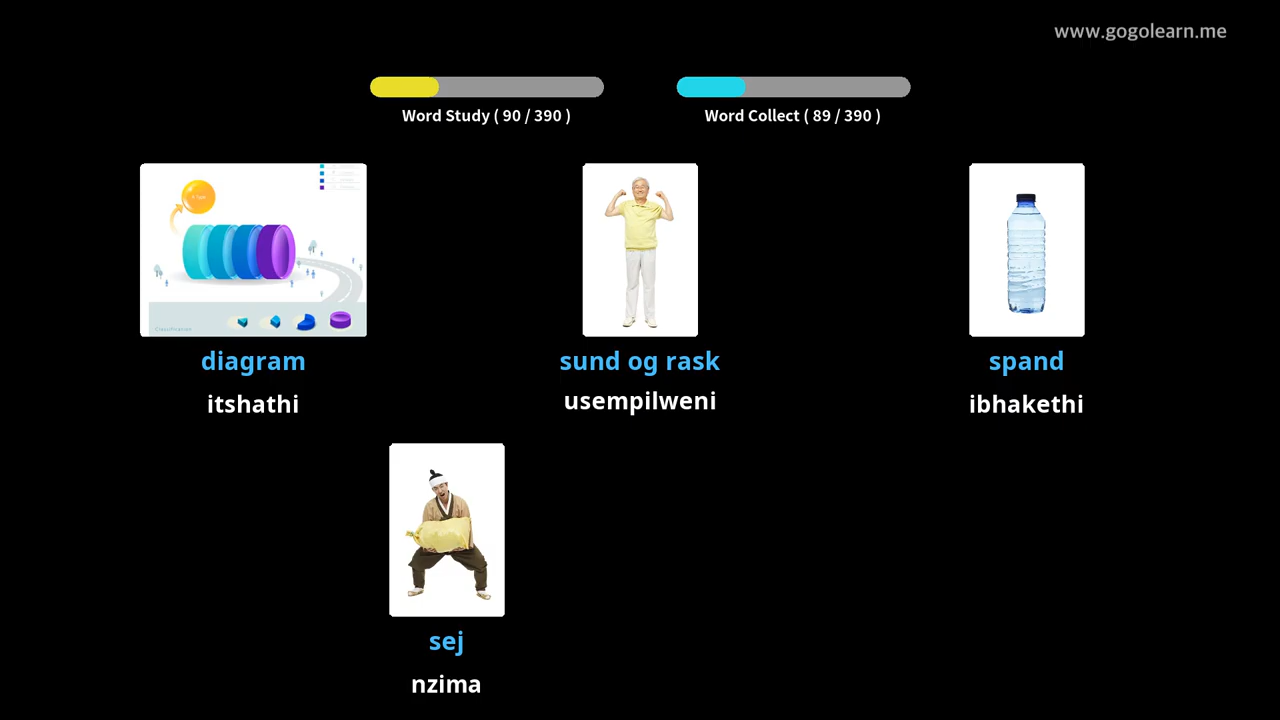 www.gogolearn.me
Word Study ( 90 / 390 )
Word Collect ( 89 / 390 )
diagram
itshathi
sund og rask
usempilweni
spand
ibhakethi
sej
nzima